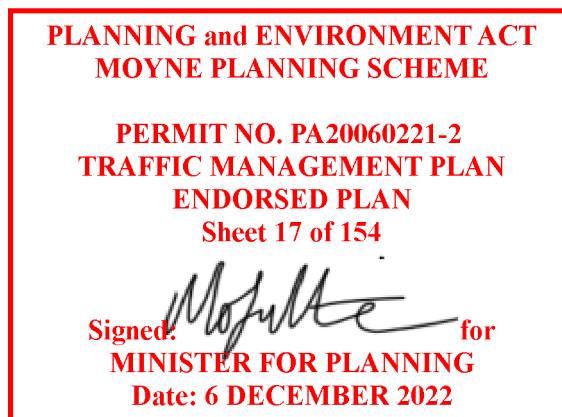 PLANNING and ENVIRONMENT ACT
MOYNE PLANNING SCHEME
PERMIT NO. PA20060221-2
TRAFFIC MANAGEMENT PLAN
ENDORSED PLAN
Sheet 17 of 154
Signed: for
MINISTER FOR PLANNING
Date: 6 DECEMBER 2022